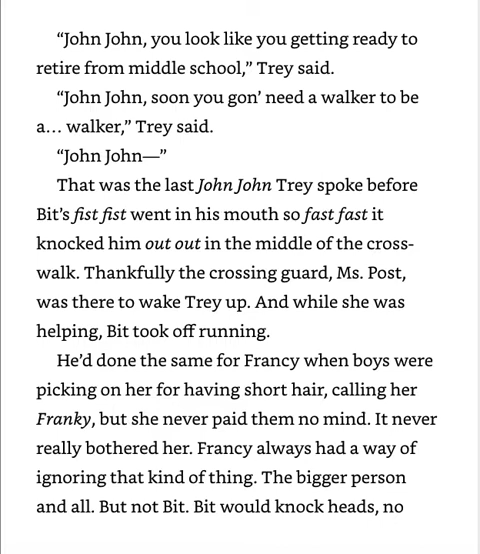 “John John, you look like you getting ready to
retire from middle school,” Trey said.
“John John, soon you gon’ need a walker to be
a… walker,” Trey said.
“John John—”
That was the last John John Trey spoke before
Bit’s fist fist went in his mouth so fast fast it
knocked him out out in the middle of the cross-
walk. Thankfully the crossing guard, Ms. Post,
was there to wake Trey up. And while she was
helping, Bit took off running.
He’d done the same for Francy when boys were
picking on her for having short hair, calling her
Franky, but she never paid them no mind. It never
really bothered her. Francy always had a way of
ignoring that kind of thing. The bigger person
and all. But not Bit. Bit would knock heads, no